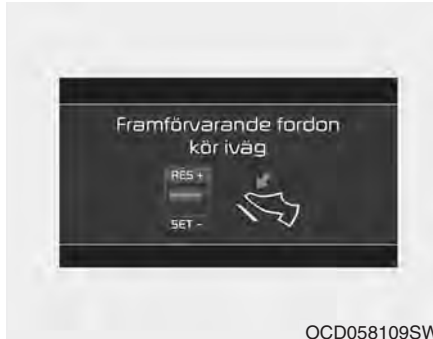 Framförvarande fordon
kör iväg
RES +
SET -
OCD058109SW